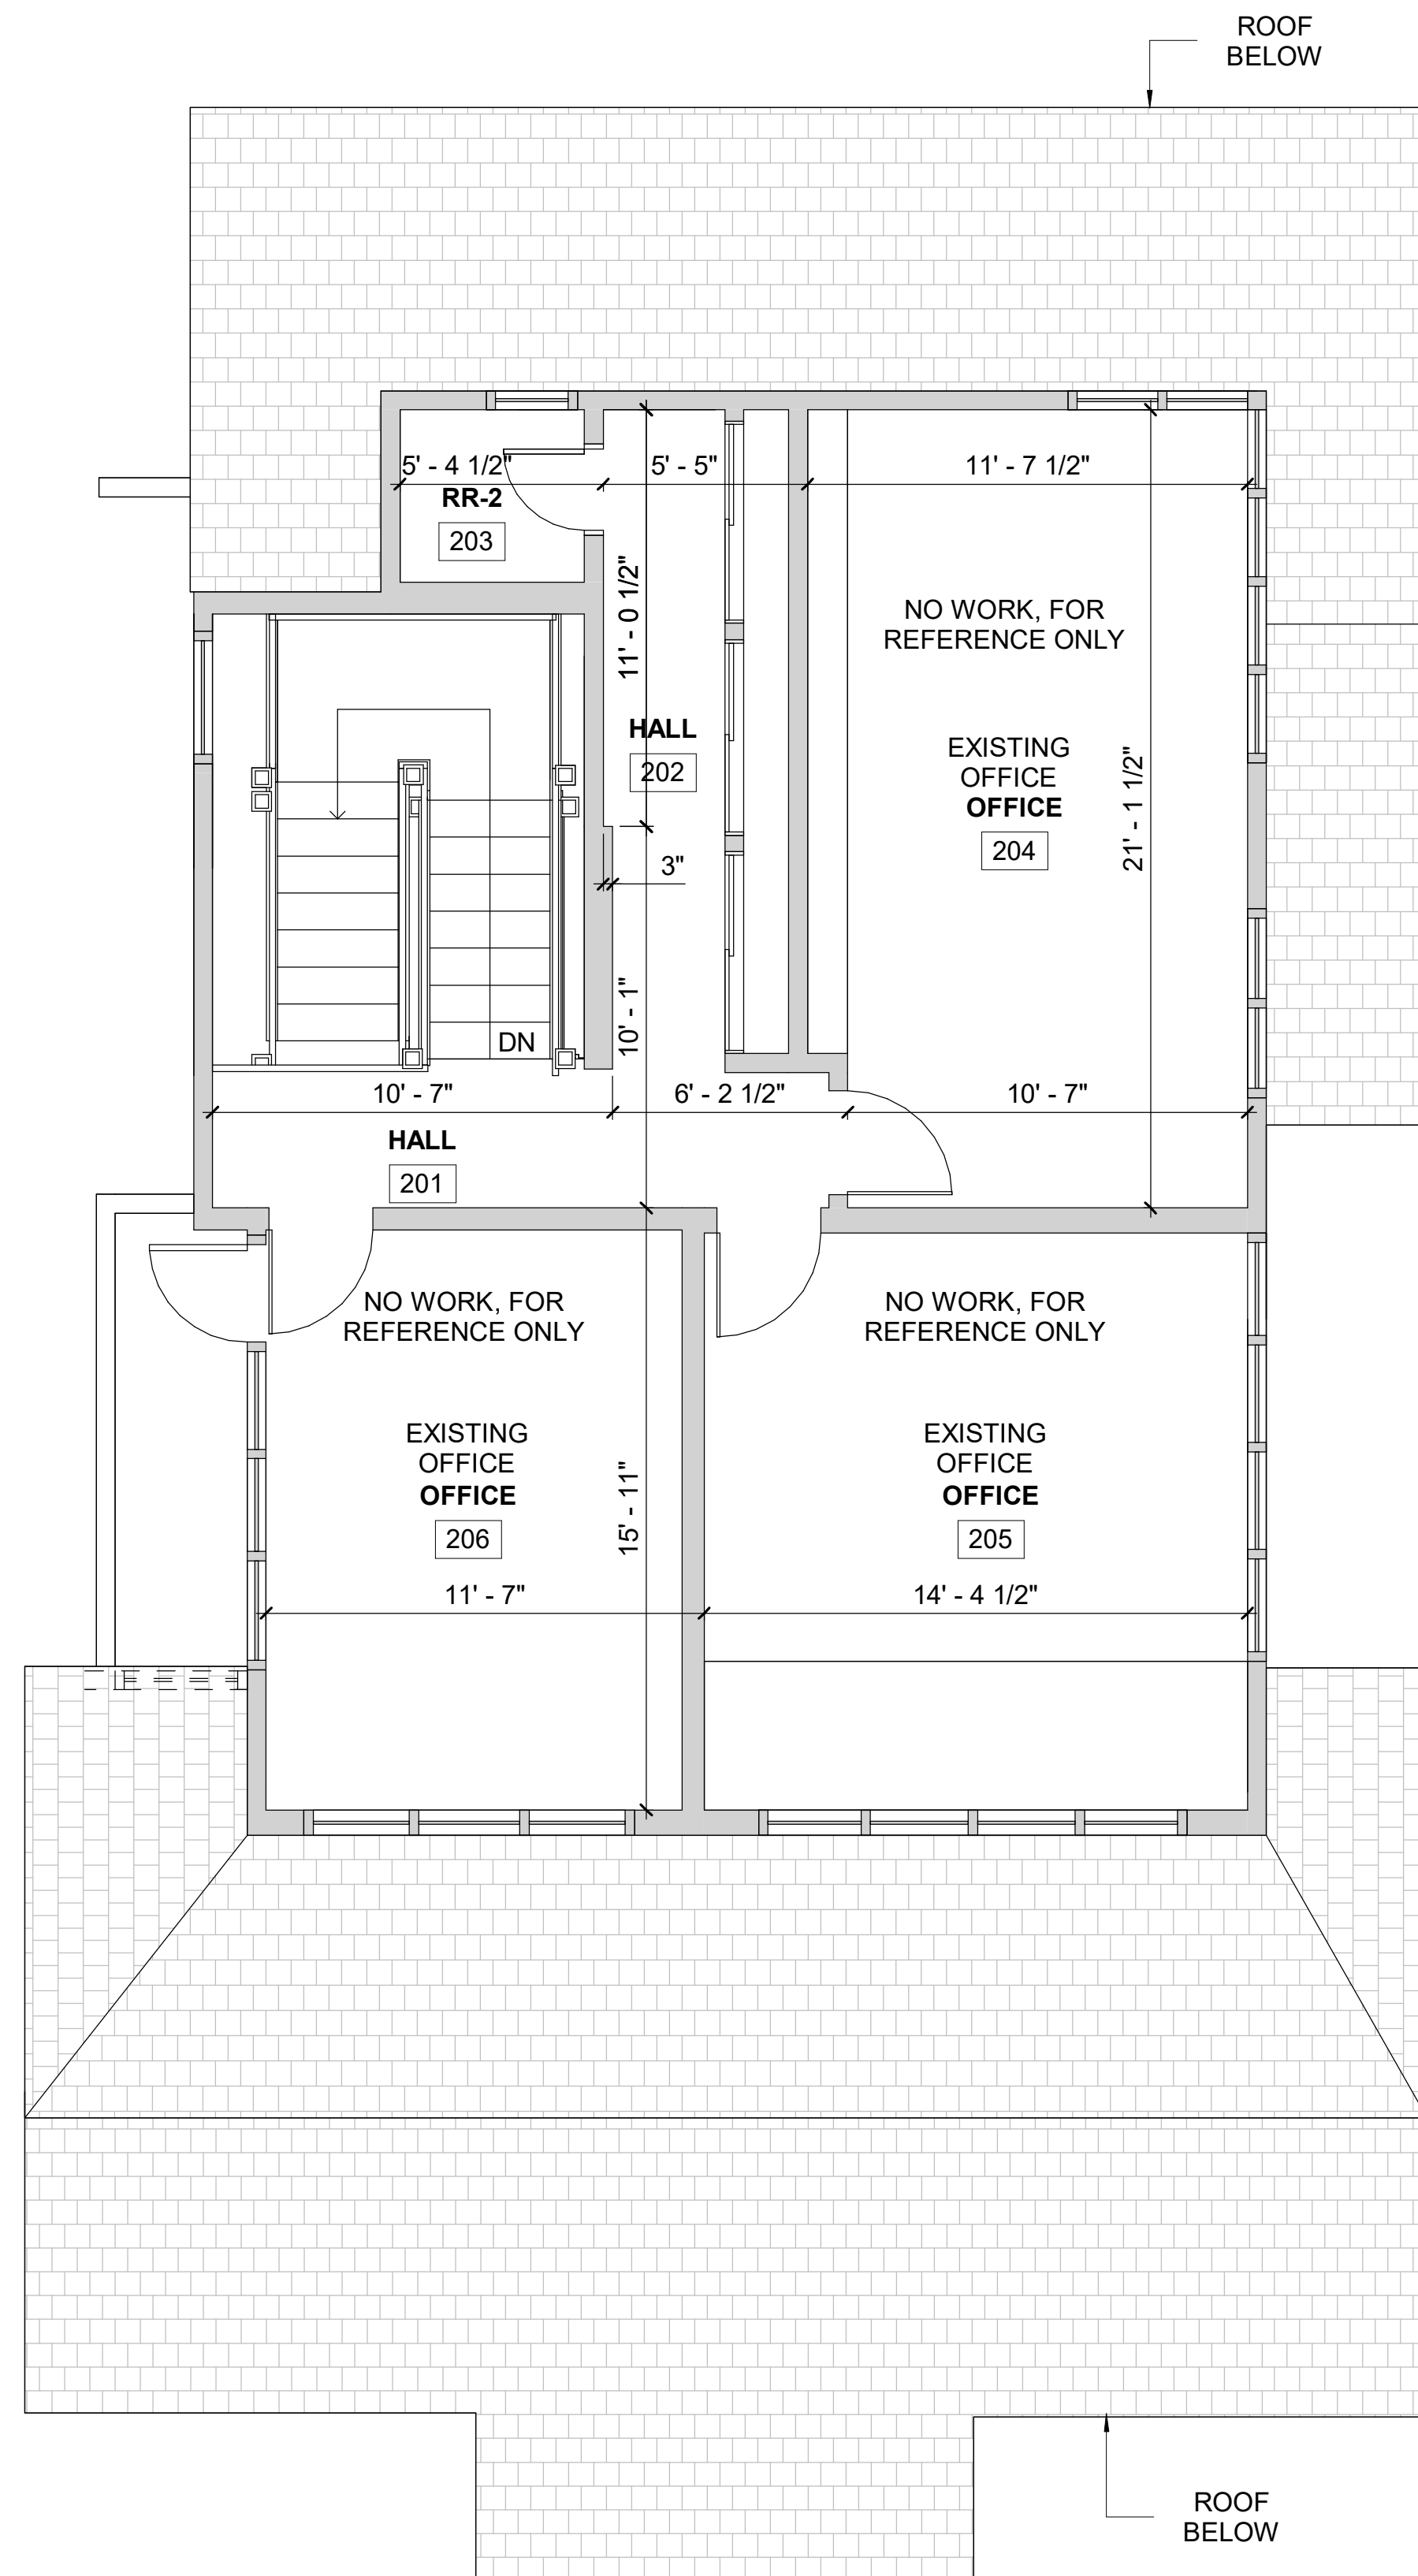 ROOF
BELOW
5' - 4 1/2"
5' - 5"
11' - 7 1/2"
RR-2
203
11' - 0 1/2"
NO WORK, FOR
REFERENCE ONLY
HALL
202
EXISTING
OFFICE
OFFICE
204
21' - 1 1/2"
3"
10' - 1"
DN
10' - 7"
6' - 2 1/2"
10' - 7"
HALL
201
NO WORK, FOR
REFERENCE ONLY
EXISTING
OFFICE
OFFICE
206
15' - 11"
11' - 7"
NO WORK, FOR
REFERENCE ONLY
EXISTING
OFFICE
OFFICE
205
14' - 4 1/2"
ROOF
BELOW